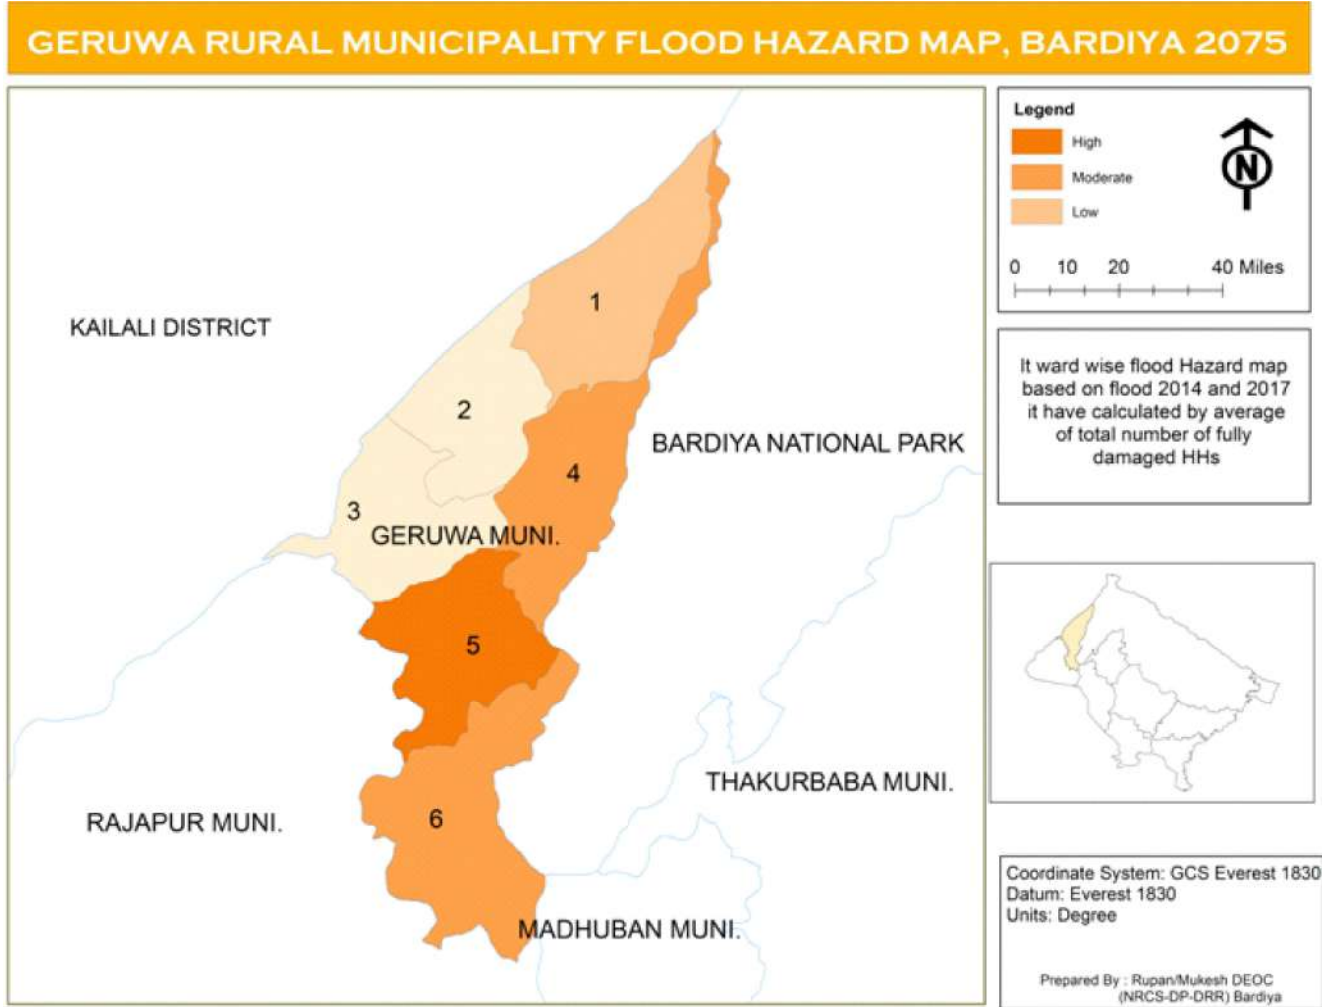 GERUWA RURAL MUNICIPALITY FLOOD HAZARD MAP, BARDIYA 2075
Legend
High
Moderate
Low
N
0 10 20 40 Miles
It ward wise flood Hazard map
based on flood 2014 and 2017
it have calculated by average
of total number of fully
damaged HHs
1
KAILALI DISTRICT
2
BARDIYA NATIONAL PARK
4
3
GERUWA MUNI.
5
THAKURBABA MUNI.
RAJAPUR MUNI.
6
MADHUBAN MUNI.
Coordinate System: GCS Everest 1830
Datum: Everest 1830
Units: Degree
Prepared By : Rupan/Mukesh DEOC
(NRCS-DP-DRR) Bardiya